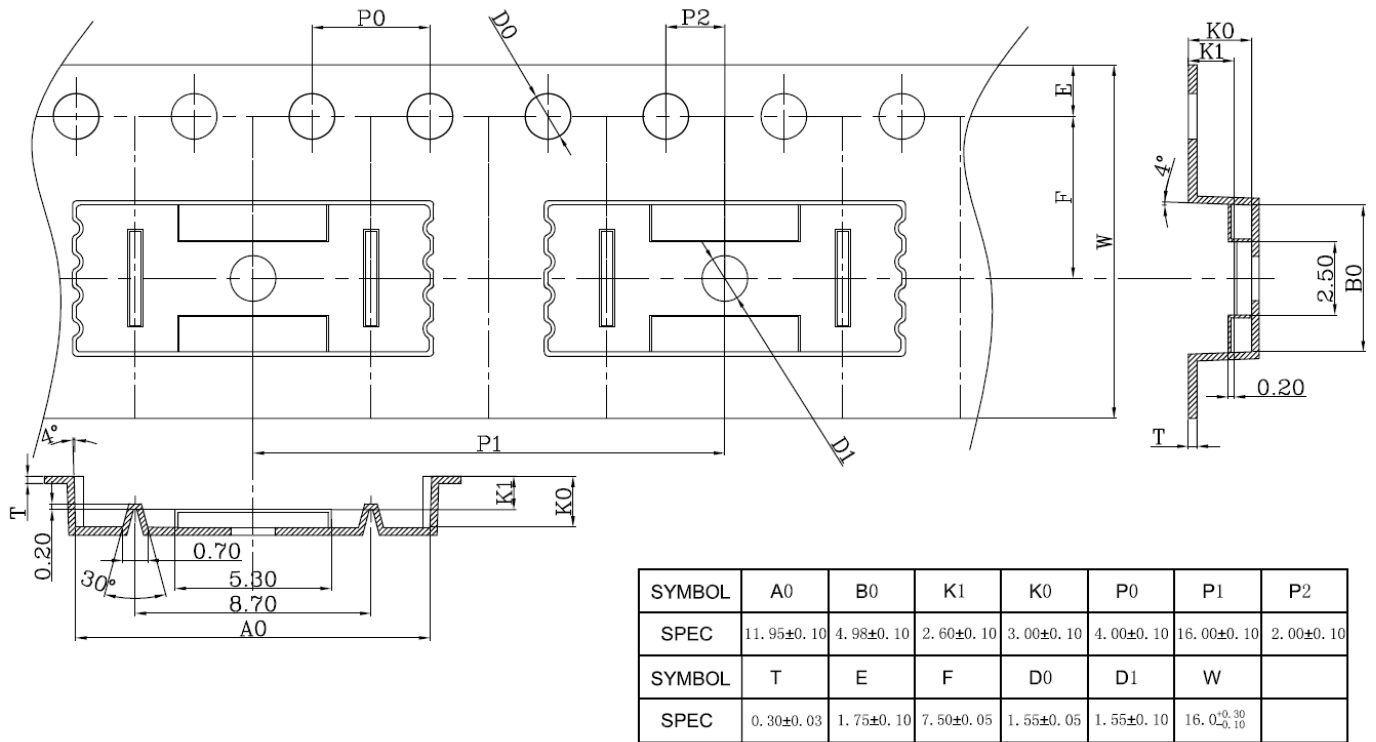 P0
D0
P2
E
F
W
K0
K1
4°
2.50
B0
0.20
T
D1
P1
4°
T
0.20
30°
0.70
5.30
8.70
A0
K1
K0
SYMBOL A0 B0 K1 K0 P0 P1 P2
SPEC 11.95±0.10 4.98±0.10 2.60±0.10 3.00±0.10 4.00±0.10 16.00±0.10 2.00±0.10
SYMBOL T E F D0 D1 W
SPEC 0.30±0.03 1.75±0.10 7.50±0.05 1.55±0.05 1.55±0.10 16.0+0.30 -0.10